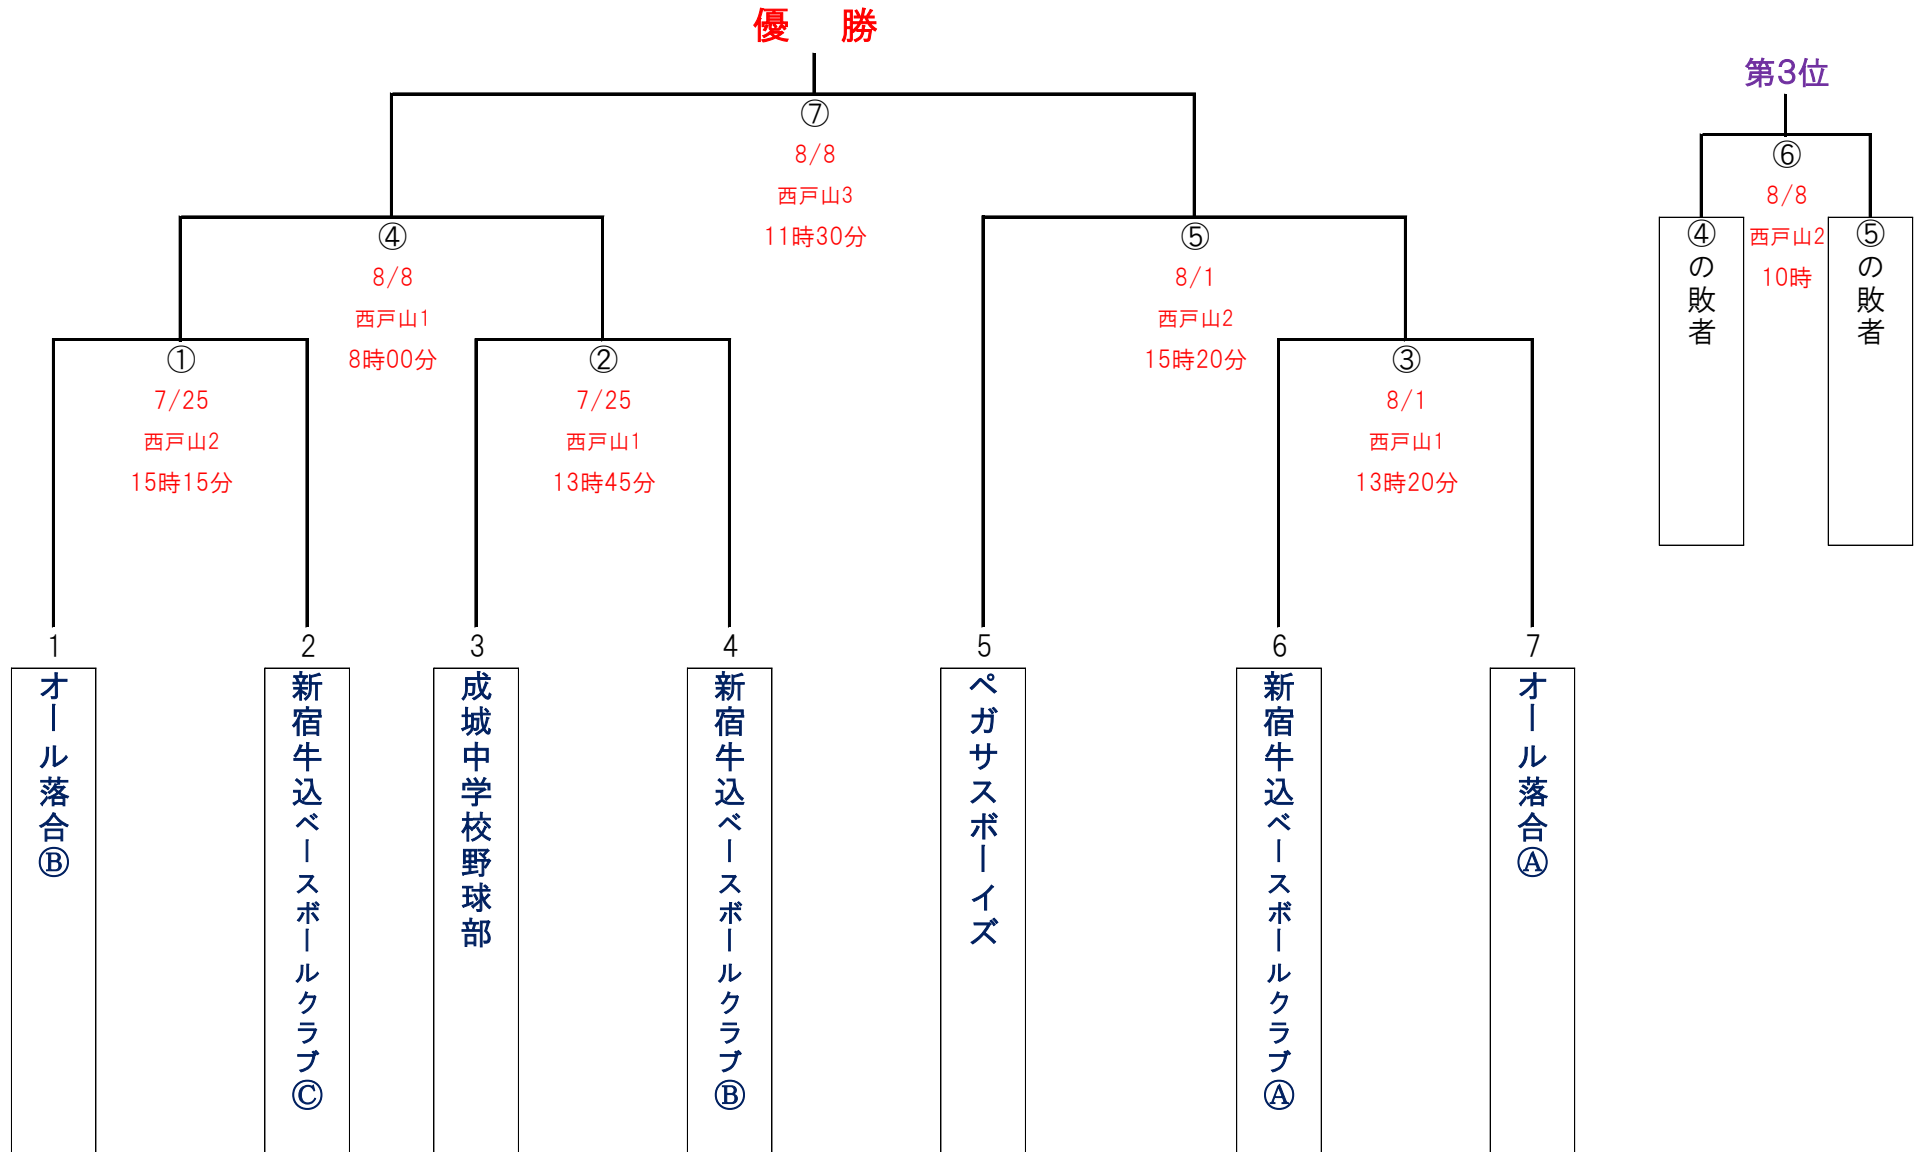 優　勝
第3位
⑦
8/8
西戸山3
11時30分
⑥
8/8
西戸山2
10時
④の敗者
⑤の敗者
④
8/8
西戸山1
8時00分
⑤
8/1
西戸山2
15時20分
①
7/25
西戸山2
15時15分
②
7/25
西戸山1
13時45分
③
8/1
西戸山1
13時20分
1
2
3
4
5
6
7
オール落合Ⓑ
新宿牛込ベースボールクラブⒸ
成城中学校野球部
新宿牛込ベースボールクラブⒷ
ペガサスボーイズ
新宿牛込ベースボールクラブⒶ
オール落合Ⓐ